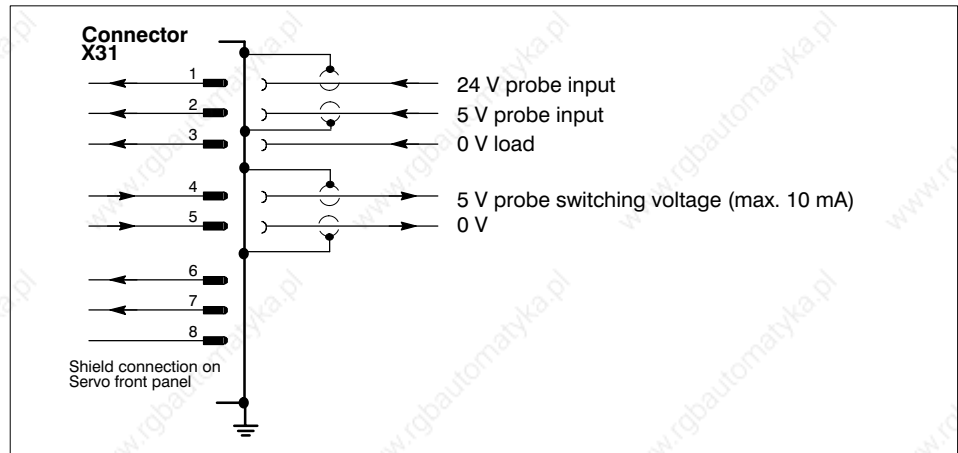 Connector
X31
1
24 V probe input
2
5 V probe input
3
0 V load
4
5 V probe switching voltage (max. 10 mA)
5
0 V
6
7
8
Shield connection on
Servo front panel
www.rgbautomatyka.pl